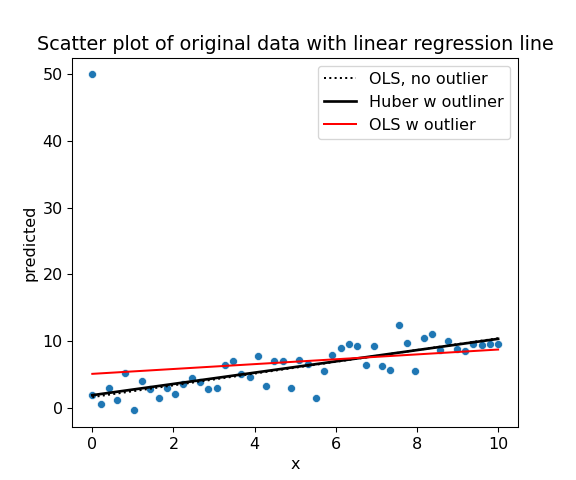 Scatter plot of original data with linear regression line
50
40
30
20
10
0
predicted
OLS, no outlier
Huber w outliner
OLS w outlier
0 2 4 6 8 10
x